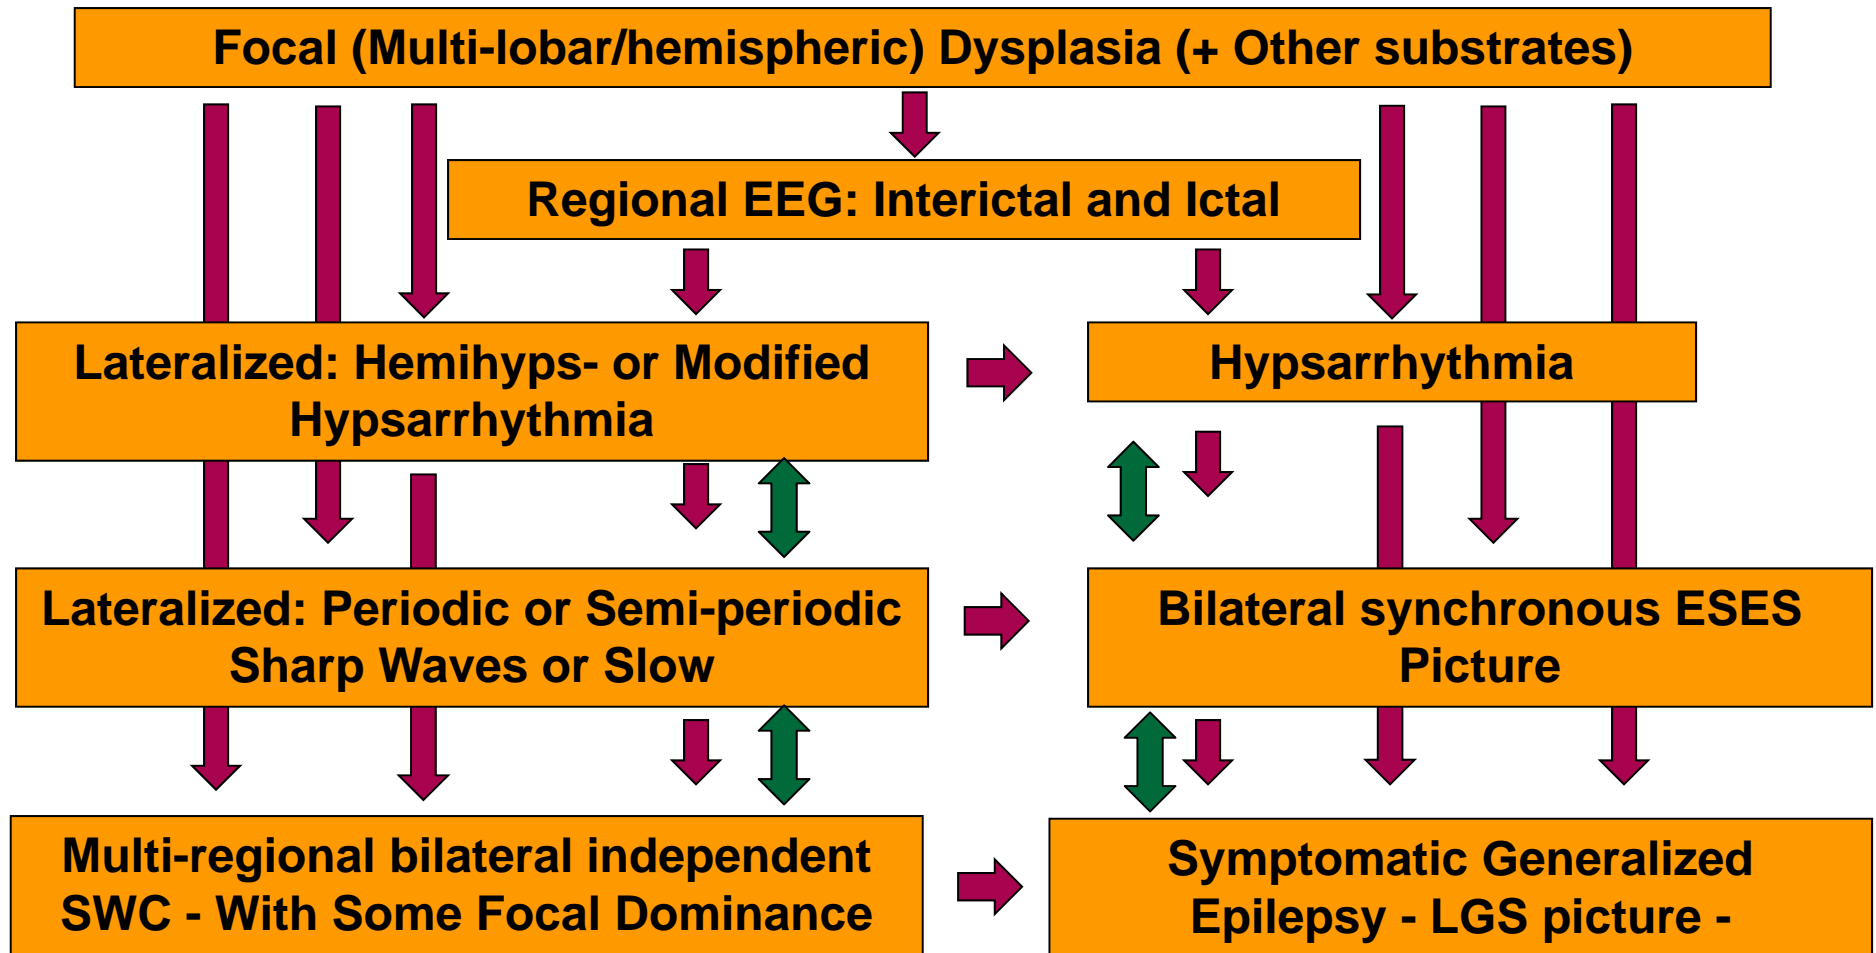 Focal (Multi-lobar/hemispheric) Dysplasia (+ Other substrates)
Regional EEG: Interictal and Ictal
Lateralized: Hemihyps- or Modified
Hypsarrhythmia
Hypsarrhythmia
Lateralized: Periodic or Semi-periodic
Sharp Waves or Slow
Bilateral synchronous ESES
Picture
Multi-regional bilateral independent
SWC - With Some Focal Dominance
Symptomatic Generalized
Epilepsy - LGS picture -